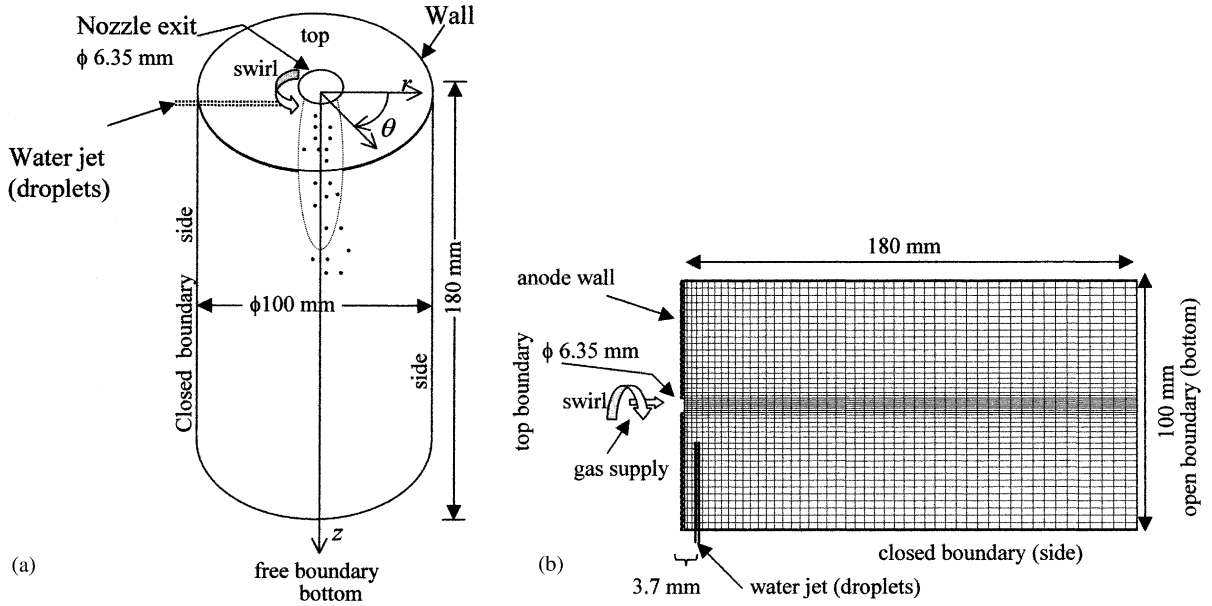 Nozzle exit
ϕ 6.35 mm
top
Wall
swirl
r
θ
Water jet
(droplets)
Closed boundary side
ϕ100 mm
180 mm
side
z
free boundary
bottom
(a)
180 mm
anode wall
ϕ 6.35 mm
top boundary
swirl
gas supply
100 mm
open boundary (bottom)
closed boundary (side)
3.7 mm
water jet (droplets)
(b)